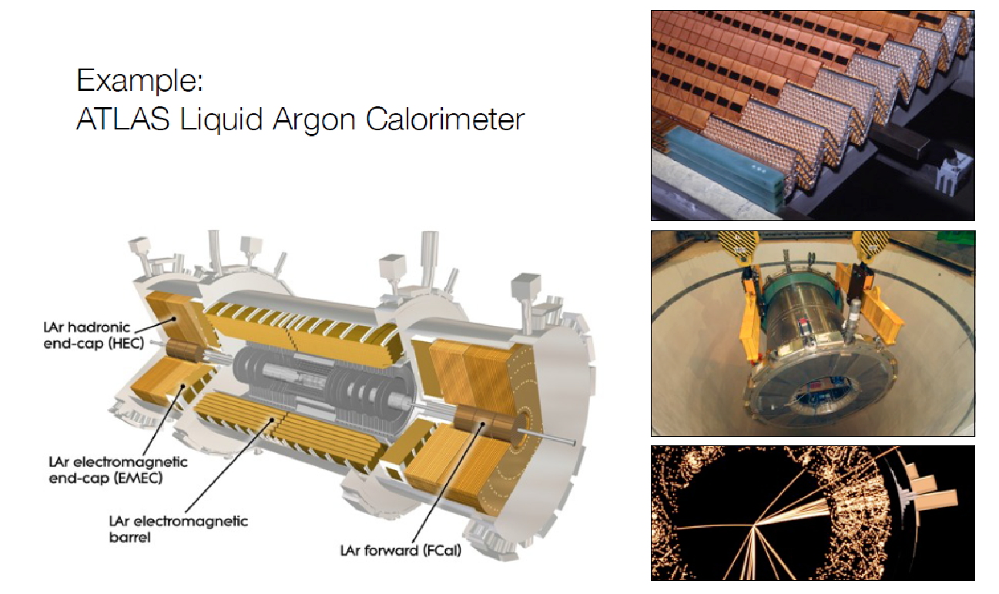 Example:
ATLAS Liquid Argon Calorimeter
LAr hadronic
end-cap (HEC)
LAr electromagnetic
end-cap (EMEC)
LAr electromagnetic
barrel
LAr forward (FCal)